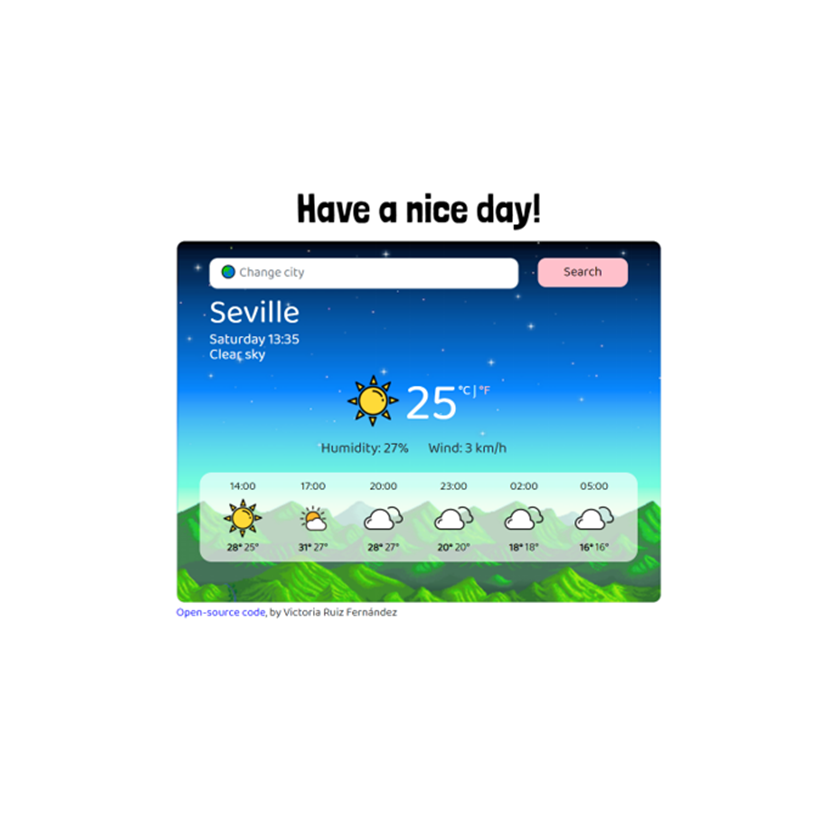 Have a nice day!
Change city
Search
Seville
Saturday 13:35
Clear sky
25 °C | °F
Humidity: 27% Wind: 3 km/h
14:00 17:00 20:00 23:00 02:00 05:00
28° 25° 31° 27° 28° 27° 20° 20° 18° 18° 16° 16°
Open-source code, by Victoria Ruiz Fernández